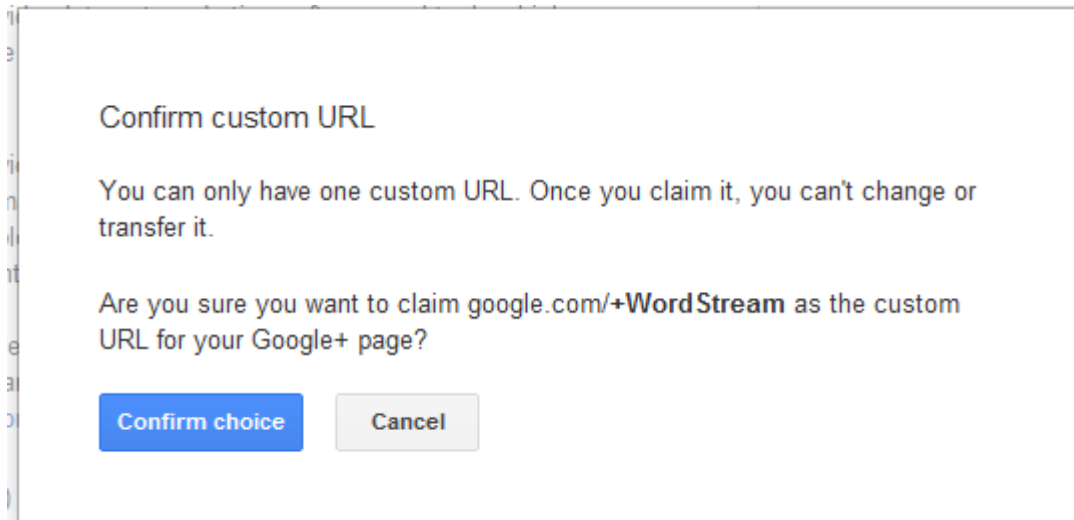 Confirm custom URL
You can only have one custom URL. Once you claim it, you can't change or
transfer it.
Are you sure you want to claim google.com/+WordStream as the custom
URL for your Google+ page?
Confirm choice
Cancel